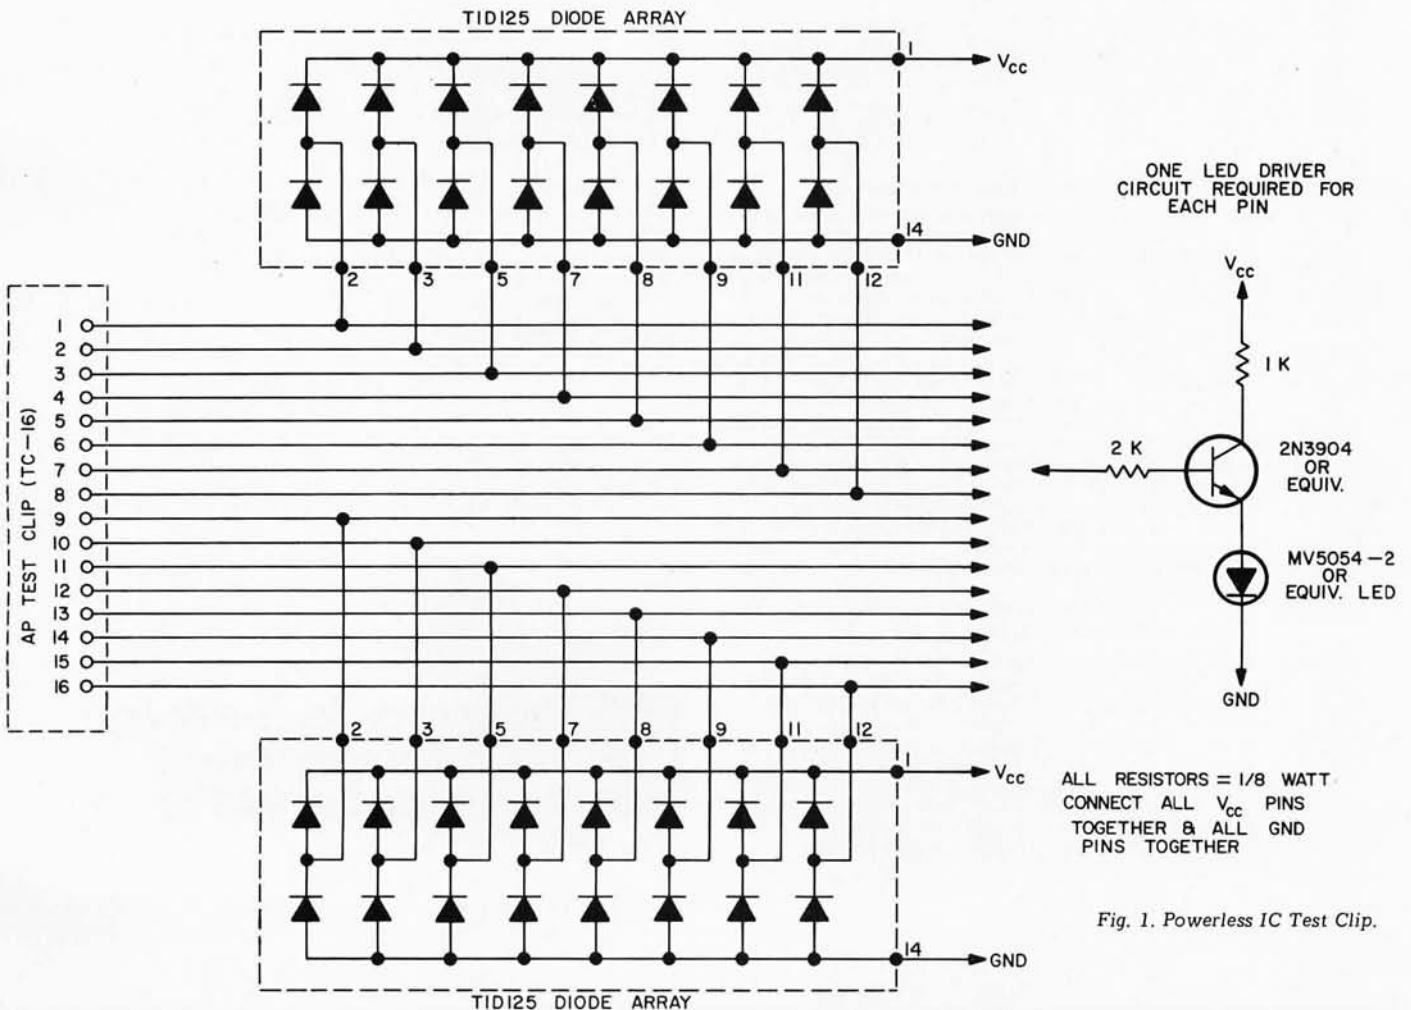 TID125 DIODE ARRAY
1
VCC
14
GND
2 3 5 7 8 9 11 12
AP TEST CLIP (TC-16)
1
2
3
4
5
6
7
8
9
10
11
12
13
14
15
16
2 3 5 7 8 9 11 12
1
VCC
14
GND
TID125 DIODE ARRAY
ONE LED DRIVER
CIRCUIT REQUIRED FOR
EACH PIN
VCC
1 K
2 K
2N3904
OR
EQUIV.
MV5054-2
OR
EQUIV. LED
GND
ALL RESISTORS = 1/8 WATT
CONNECT ALL VCC PINS
TOGETHER & ALL GND
PINS TOGETHER
Fig. 1. Powerless IC Test Clip.